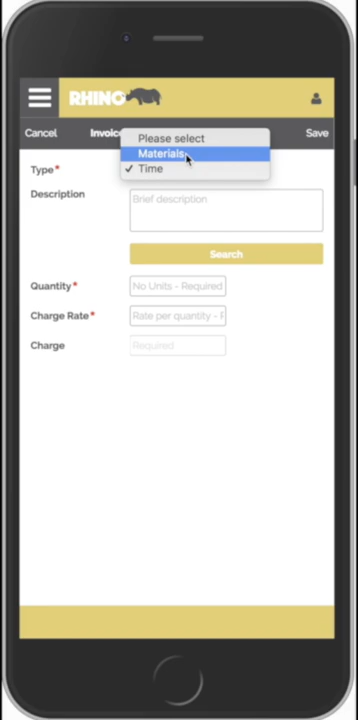 RHINO
Cancel
Save
Please select
Materials
✓ Time
Type*
Description
Brief description
Search
Quantity*
No Units - Required
Charge Rate*
Rate per quantity -
Charge
Required